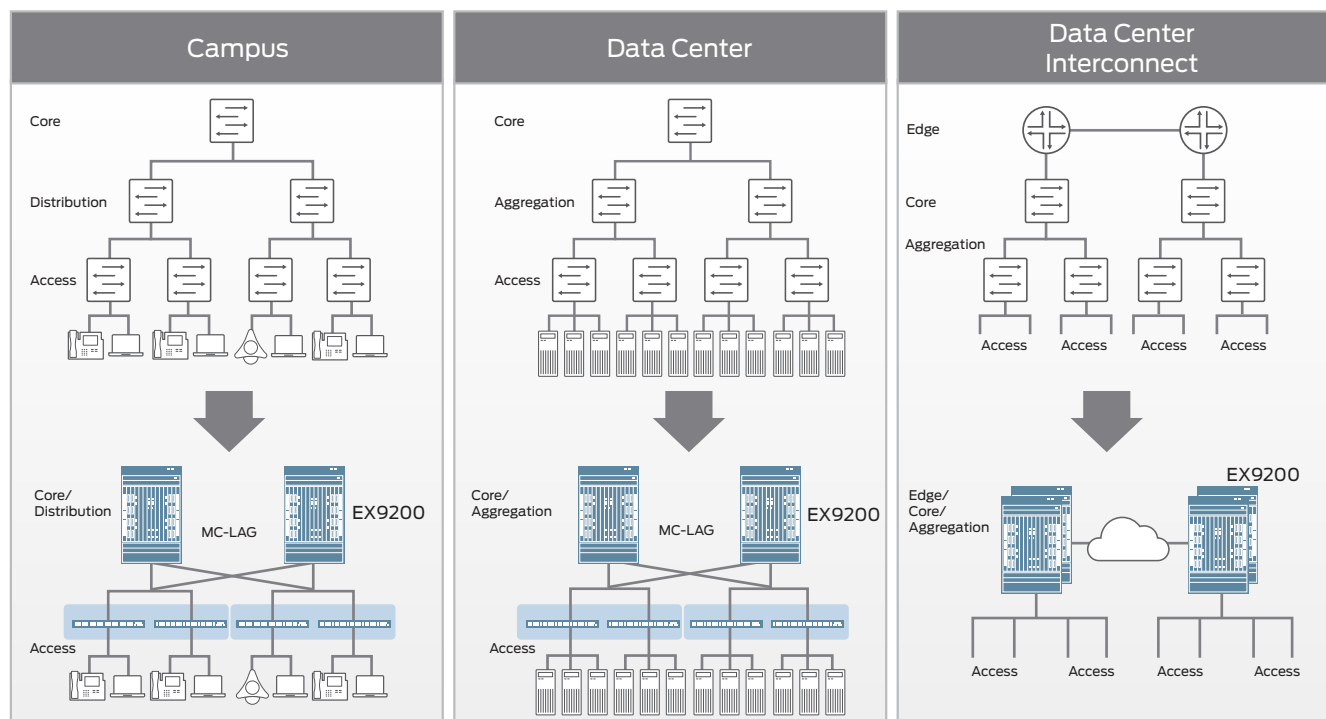 Campus
Core
Distribution
Access
Core/
Distribution
MC-LAG
EX9200
Access
Data Center
Core
Aggregation
Access
Core/
Aggregation
MC-LAG
EX9200
Access
Data Center
Interconnect
Edge
Core
Aggregation
Access
Access
Access
Access
EX9200
Edge/
Core/
Aggregation
Access
Access
Access
Access